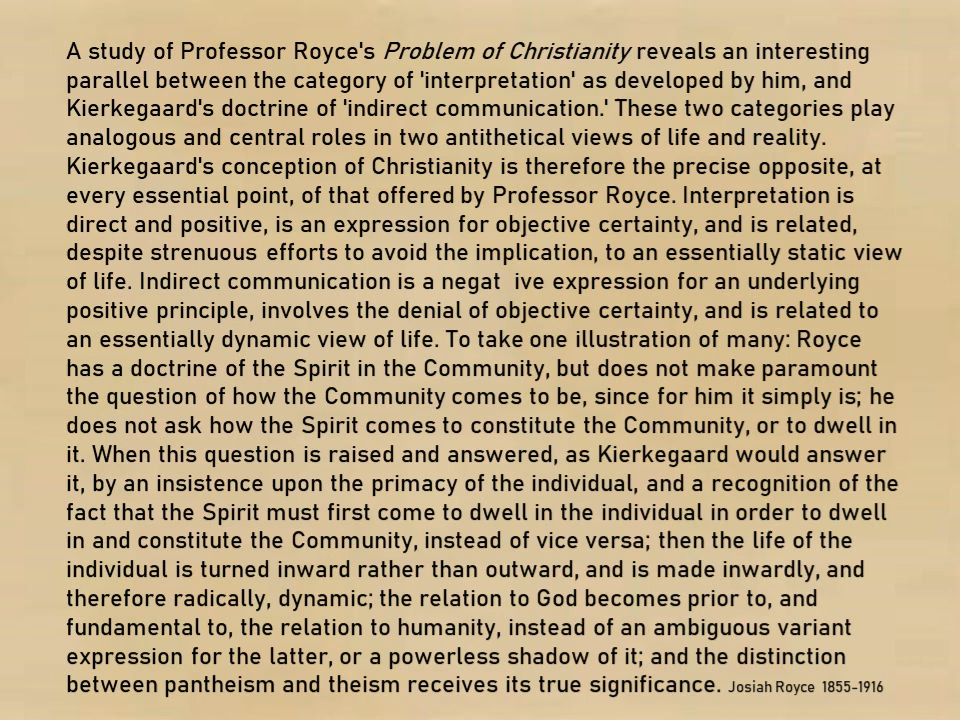 A study of Professor Royce's Problem of Christianity reveals an interesting
parallel between the category of 'interpretation' as developed by him, and
Kierkegaard's doctrine of 'indirect communication.' These two categories play
analogous and central roles in two antithetical views of life and reality.
Kierkegaard's conception of Christianity is therefore the precise opposite, at
every essential point, of that offered by Professor Royce. Interpretation is
direct and positive, is an expression for objective certainty, and is related,
despite strenuous efforts to avoid the implication, to an essentially static view
of life. Indirect communication is a negat ive expression for an underlying
positive principle, involves the denial of objective certainty, and is related to
an essentially dynamic view of life. To take one illustration of many: Royce
has a doctrine of the Spirit in the Community, but does not make paramount
the question of how the Community comes to be, since for him it simply is; he
does not ask how the Spirit comes to constitute the Community, or to dwell in
it. When this question is raised and answered, as Kierkegaard would answer
it, by an insistence upon the primacy of the individual, and a recognition of the
fact that the Spirit must first come to dwell in the individual in order to dwell
in and constitute the Community, instead of vice versa; then the life of the
individual is turned inward rather than outward, and is made inwardly, and
therefore radically, dynamic; the relation to God becomes prior to, and
fundamental to, the relation to humanity, instead of an ambiguous variant
expression for the latter, or a powerless shadow of it; and the distinction
between pantheism and theism receives its true significance. Josiah Royce 1855-1916